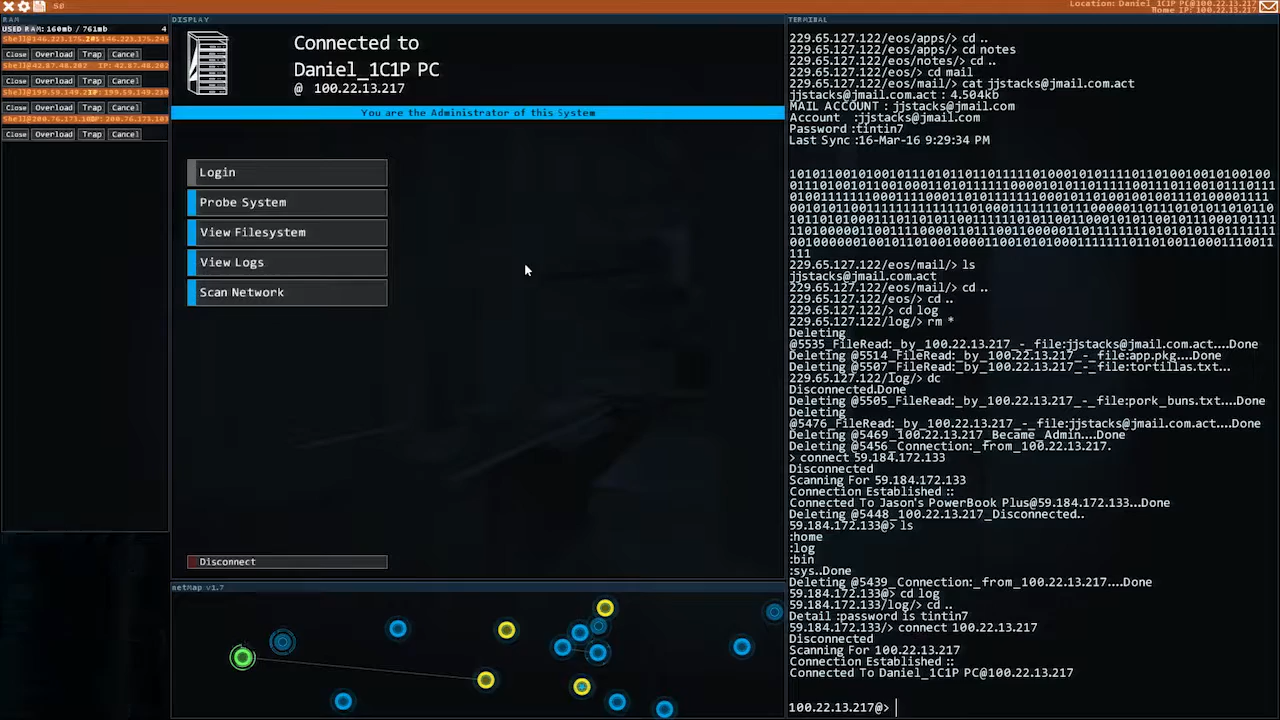 Location: Daniel_1C1P PC@100.22.13.217
Home IP: 100.22.13.217
RAM
USED RAM: 160mb / 761mb 4
Close Overload Trap Cancel
Close Overload Trap Cancel
Close Overload Trap Cancel
Close Overload Trap Cancel
DISPLAY
Connected to
Daniel_1C1P PC
@ 100.22.13.217
You are the Administrator of this System
Login
Probe System
View Filesystem
View Logs
Scan Network
Disconnect
netMap v1.7
TERMINAL
229.65.127.122/eos/apps/> cd ..
229.65.127.122/eos/apps/> cd notes
229.65.127.122/eos/notes/> cd ..
229.65.127.122/eos/> cd mail
229.65.127.122/eos/mail/> cat jjstacks@jmail.com.act
jjstacks@jmail.com.act : 4.504kb
MAIL ACCOUNT : jjstacks@jmail.com
Account :jjstacks@jmail.com
Password :tintin7
Last Sync :16-Mar-16 9:29:34 PM
111
229.65.127.122/eos/mail/> ls
jjstacks@jmail.com.act
229.65.127.122/eos/mail/> cd ..
229.65.127.122/eos/> cd ..
229.65.127.122/> cd log
229.65.127.122/log/> rm *
Deleting
@5535_FileRead:_by_100.22.13.217_-_file:jjstacks@jmail.com.act....Done
Deleting @5514_FileRead:_by_100.22.13.217_-_file:app.pkg....Done
Deleting @5507_FileRead:_by_100.22.13.217_-_file:tortillas.txt...
229.65.127.122/log/> dc
Disconnected.Done
Deleting @5505_FileRead:_by_100.22.13.217_-_file:pork_buns.txt....Done
Deleting
@5476_FileRead:_by_100.22.13.217_-_file:jjstacks@jmail.com.act....Done
Deleting @5469_100.22.13.217_Became_Admin....Done
Deleting @5456_Connection:_from_100.22.13.217.
> connect 59.184.172.133
Disconnected
Scanning For 59.184.172.133
Connection Established ::
Connected To Jason's PowerBook Plus@59.184.172.133...Done
Deleting @5448_100.22.13.217_Disconnected..
59.184.172.133@> ls
:home
:log
:bin
:sys..Done
Deleting @5439_Connection:_from_100.22.13.217....Done
59.184.172.133@> cd log
59.184.172.133/log/> cd ..
Detail :password is tintin7
59.184.172.133/> connect 100.22.13.217
Disconnected
Scanning For 100.22.13.217
Connection Established ::
Connected To Daniel_1C1P PC@100.22.13.217
100.22.13.217@>